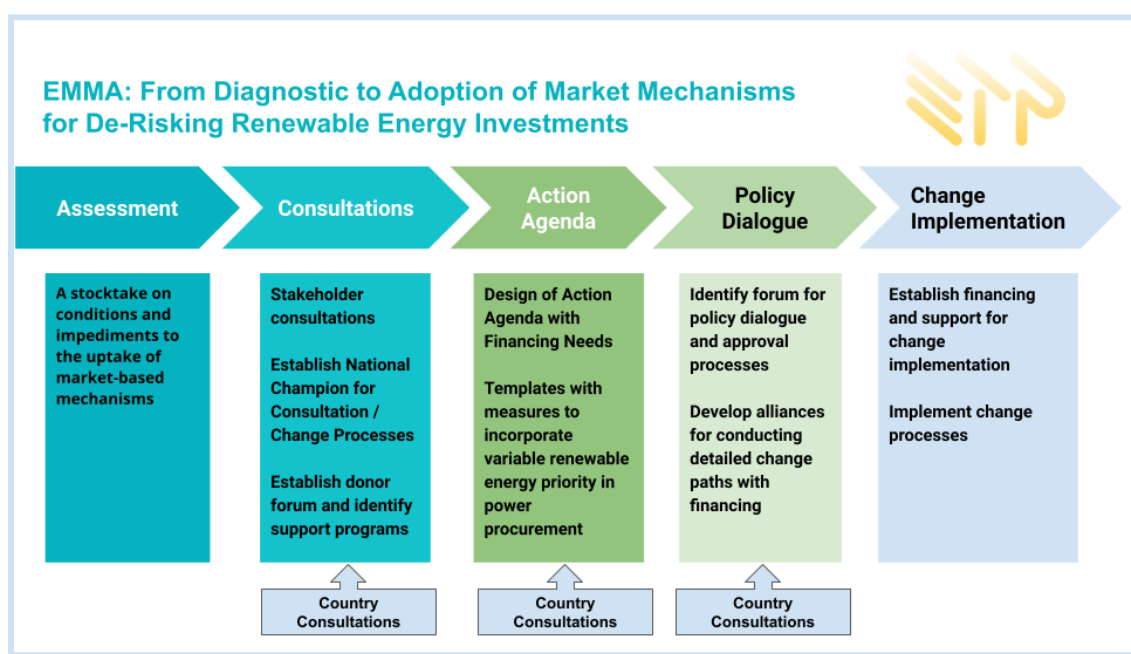 EMMA: From Diagnostic to Adoption of Market Mechanisms
for De-Risking Renewable Energy Investments
ETP
Assessment
Consultations
Action
Agenda
Policy
Dialogue
Change
Implementation
A stocktake on
conditions and
impediments to
the uptake of
market-based
mechanisms
Stakeholder
consultations
Establish National
Champion for
Consultation /
Change Processes
Establish donor
forum and identify
support programs
Design of Action
Agenda with
Financing Needs
Templates with
measures to
incorporate
variable renewable
energy priority in
power
procurement
Identify forum for
policy dialogue
and approval
processes
Develop alliances
for conducting
detailed change
paths with
financing
Establish financing
and support for
change
implementation
Implement change
processes
Country
Consultations
Country
Consultations
Country
Consultations